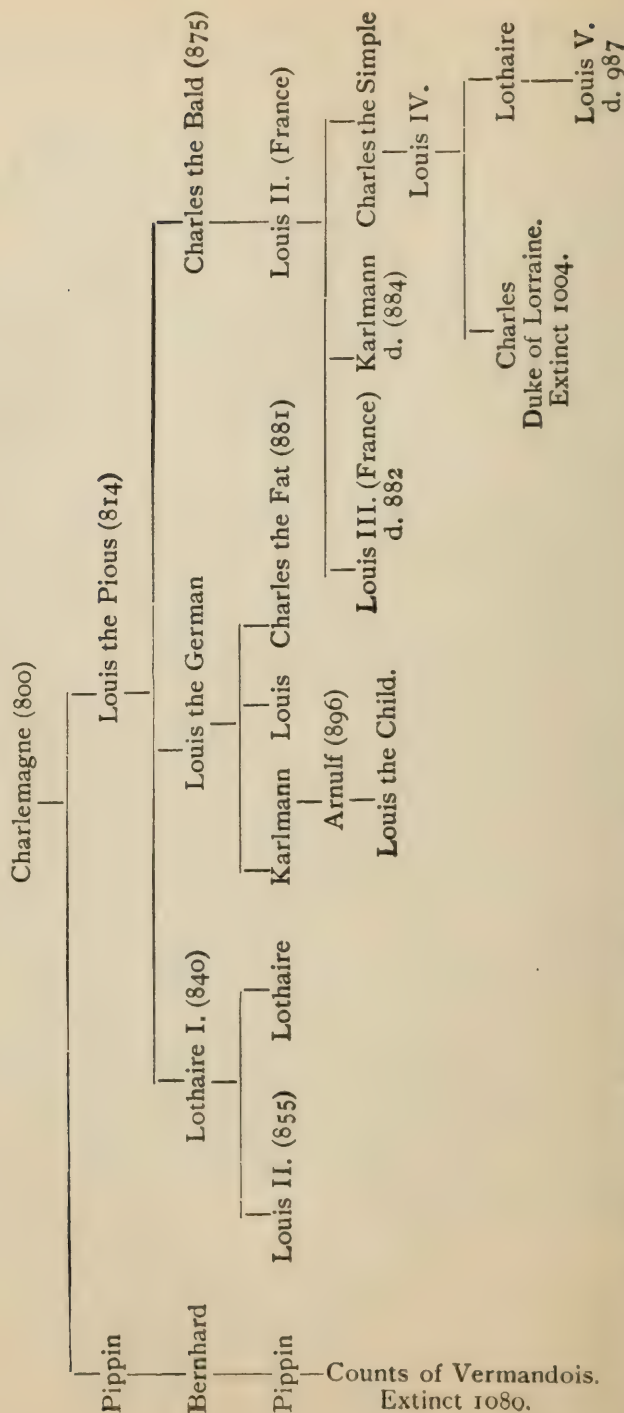 Charlemagne (800)
Pippin
Louis the Pious (814)
Bernhard
Lothaire I. (840)
Louis the German
Charles the Bald (875)
Pippin
Louis II. (855)
Lothaire
Karlmann
Louis
Charles the Fat (881)
Louis II. (France)
Counts of Vermandois.
Extinct 1080.
Arnulf (896)
Louis the Child.
Louis III. (France)
d. 882
Karlmann
d. (884)
Charles the Simple
Louis IV.
Charles
Duke of Lorraine.
Extinct 1004.
Lothaire
Louis V.
d. 987